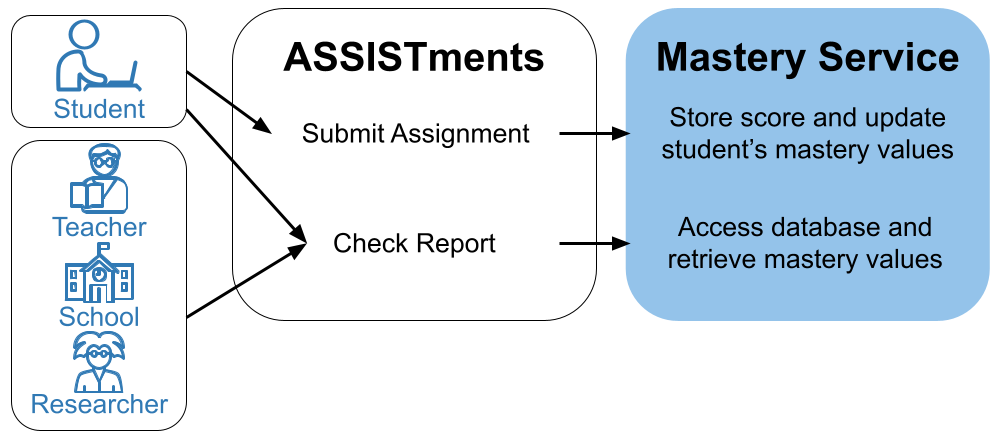 Student
Teacher
School
Researcher
ASSISTments
Submit Assignment
Check Report
Mastery Service
Store score and update
student's mastery values
Access database and
retrieve mastery values